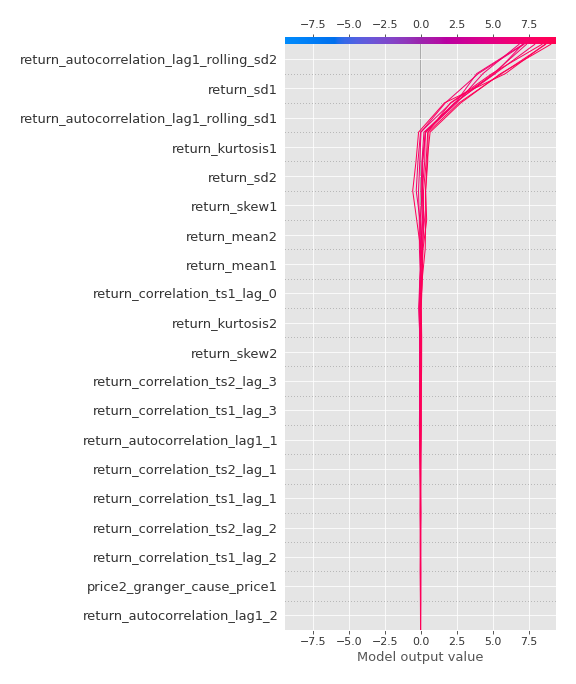 −7.5 −5.0 −2.5 0.0 2.5 5.0 7.5
return_autocorrelation_lag1_rolling_sd2
return_sd1
return_autocorrelation_lag1_rolling_sd1
return_kurtosis1
return_sd2
return_skew1
return_mean2
return_mean1
return_correlation_ts1_lag_0
return_kurtosis2
return_skew2
return_correlation_ts2_lag_3
return_correlation_ts1_lag_3
return_autocorrelation_lag1_1
return_correlation_ts2_lag_1
return_correlation_ts1_lag_1
return_correlation_ts2_lag_2
return_correlation_ts1_lag_2
price2_granger_cause_price1
return_autocorrelation_lag1_2
−7.5 −5.0 −2.5 0.0 2.5 5.0 7.5
Model output value